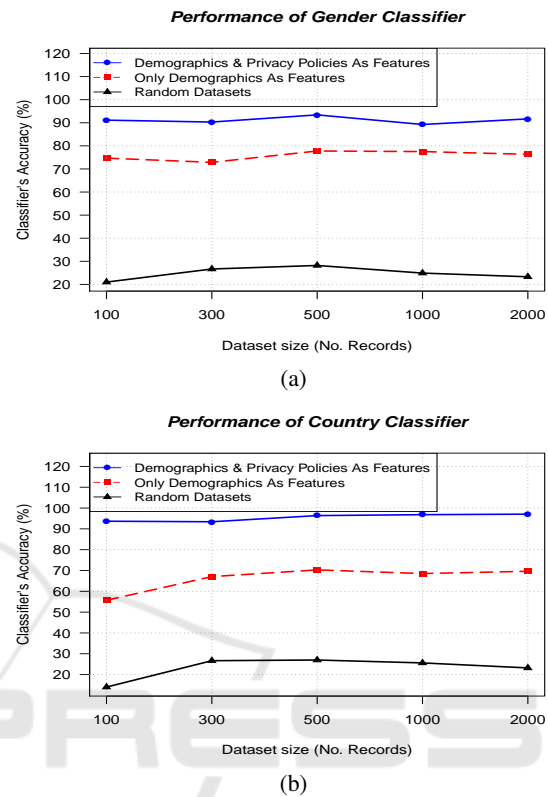 Performance of Gender Classifier
120
110
100
90
80
70
60
50
40
30
20
Classifier's Accuracy (%)
Demographics & Privacy Policies As Features
Only Demographics As Features
Random Datasets
100 300 500 1000 2000
Dataset size (No. Records)
(a)
Performance of Country Classifier
120
110
100
90
80
70
60
50
40
30
20
Classifier's Accuracy (%)
Demographics & Privacy Policies As Features
Only Demographics As Features
Random Datasets
100 300 500 1000 2000
Dataset size (No. Records)
(b)
PRESS